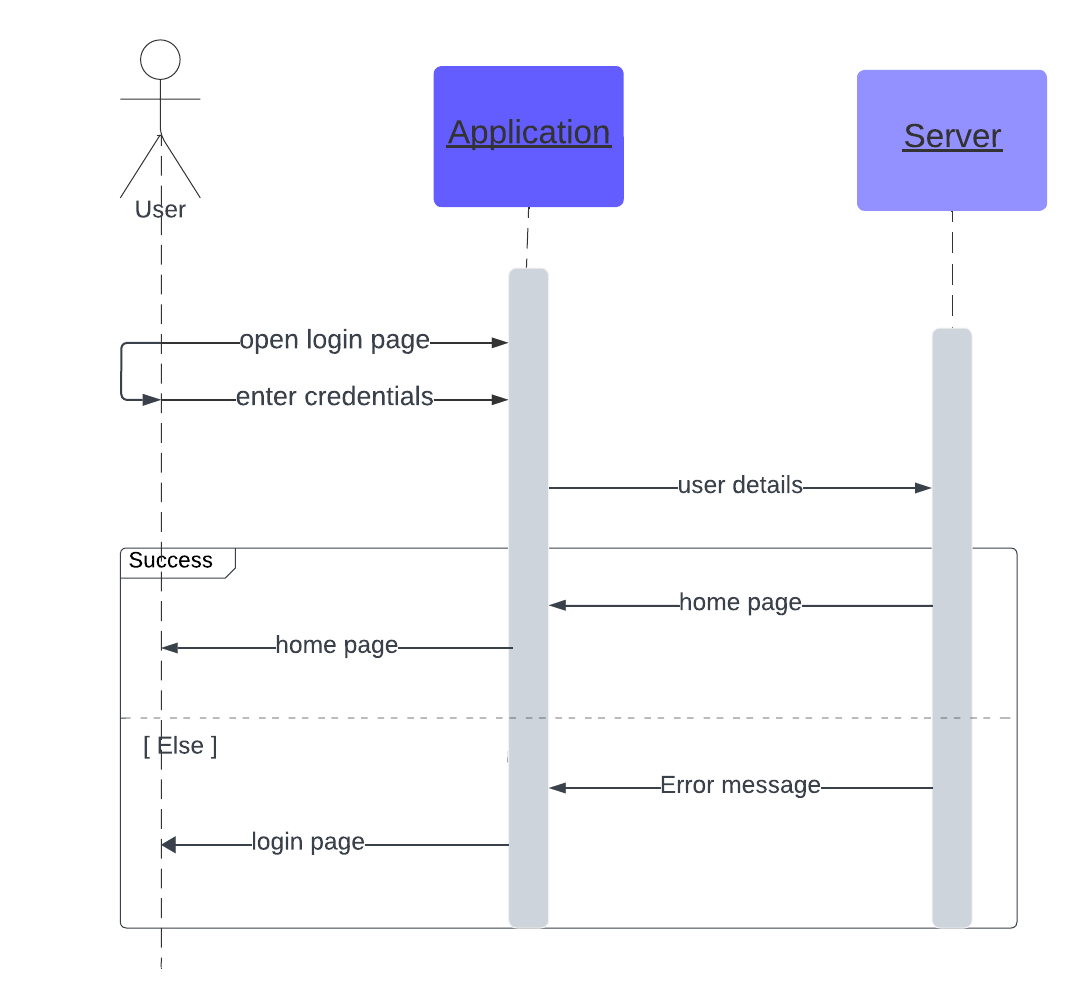 Application
Server
User
open login page
enter credentials
user details
Success
home page
home page
[ Else ]
Error message
login page